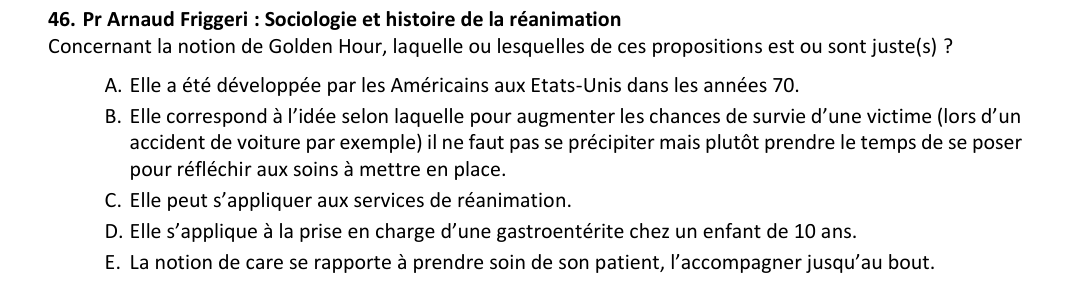 46. Pr Arnaud Friggeri : Sociologie et histoire de la réanimation
Concernant la notion de Golden Hour, laquelle ou lesquelles de ces propositions est ou sont juste(s) ?
A. Elle a été développée par les Américains aux Etats-Unis dans les années 70.
B. Elle correspond à l’idée selon laquelle pour augmenter les chances de survie d’une victime (lors d’un
accident de voiture par exemple) il ne faut pas se précipiter mais plutôt prendre le temps de se poser
pour réfléchir aux soins à mettre en place.
C. Elle peut s’appliquer aux services de réanimation.
D. Elle s’applique à la prise en charge d’une gastroentérite chez un enfant de 10 ans.
E. La notion de care se rapporte à prendre soin de son patient, l’accompagner jusqu’au bout.